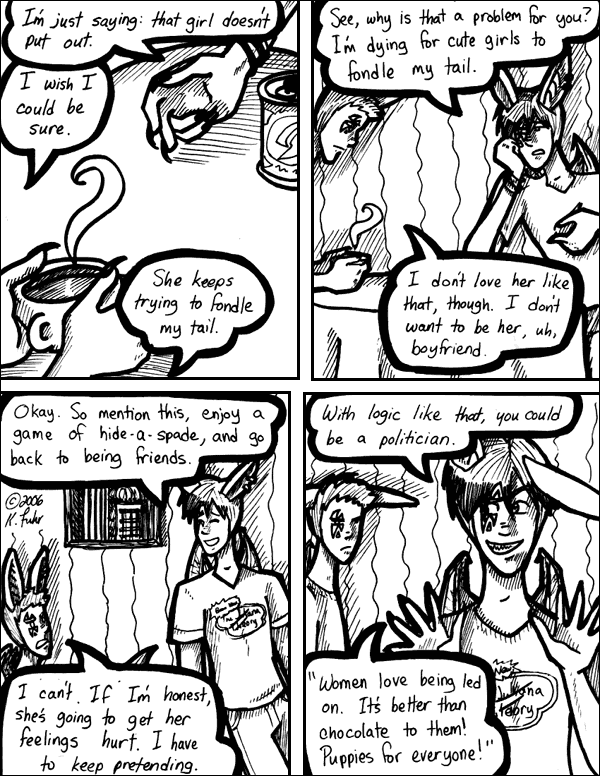 I'm just saying: that girl doesn't
put out.
I wish I
could be
sure.
She keeps
trying to fondle
my tail.
See, why is that a problem for you?
I'm dying for cute girls to
fondle my tail.
I don't love her like
that, though. I don't
want to be her, uh,
boyfriend.
Okay. So mention this, enjoy a
game of hide-a-spade, and go
back to being friends.
©2006
K. Fuhr
theory
I can't. If I'm honest,
she's going to get her
feelings hurt. I have
to keep pretending.
With logic like that, you could
be a politician.
"Women love being led
on. It's better than
chocolate to them!
Puppies for everyone!"